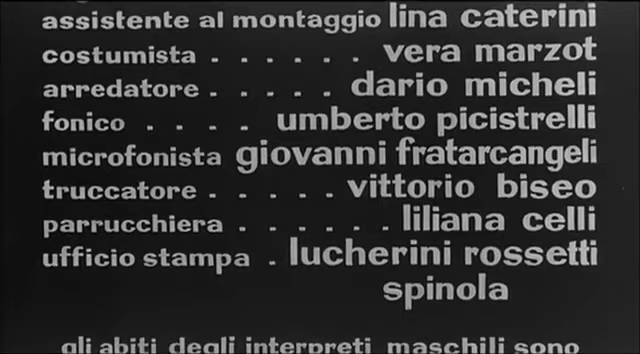 assistente al montaggio lina caterini
costumista . . . . . . vera marzot
arredatore . . . . . dario micheli
fonico . . . . umberto picistrelli
microfonista giovanni fratarcangeli
truccatore . . . . . vittorio biseo
parrucchiera . . . . . . liliana celli
ufficio stampa . lucherini rossetti
spinola
gli abiti degli interpreti maschili sono